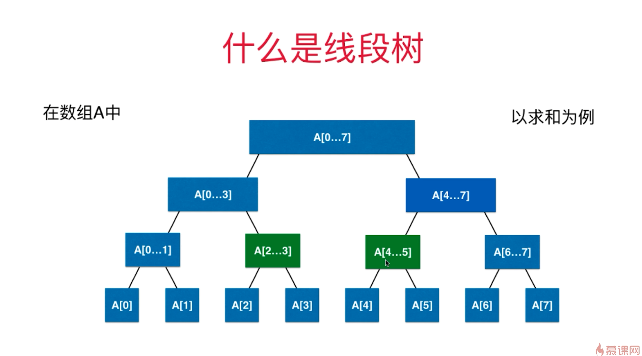 什么是线段树
在数组A中
以求和为例
A[0...7]
A[0...3]
A[4...7]
A[0...1]
A[2...3]
A[4...5]
A[6...7]
A[0]
A[1]
A[2]
A[3]
A[4]
A[5]
A[6]
A[7]
慕课网